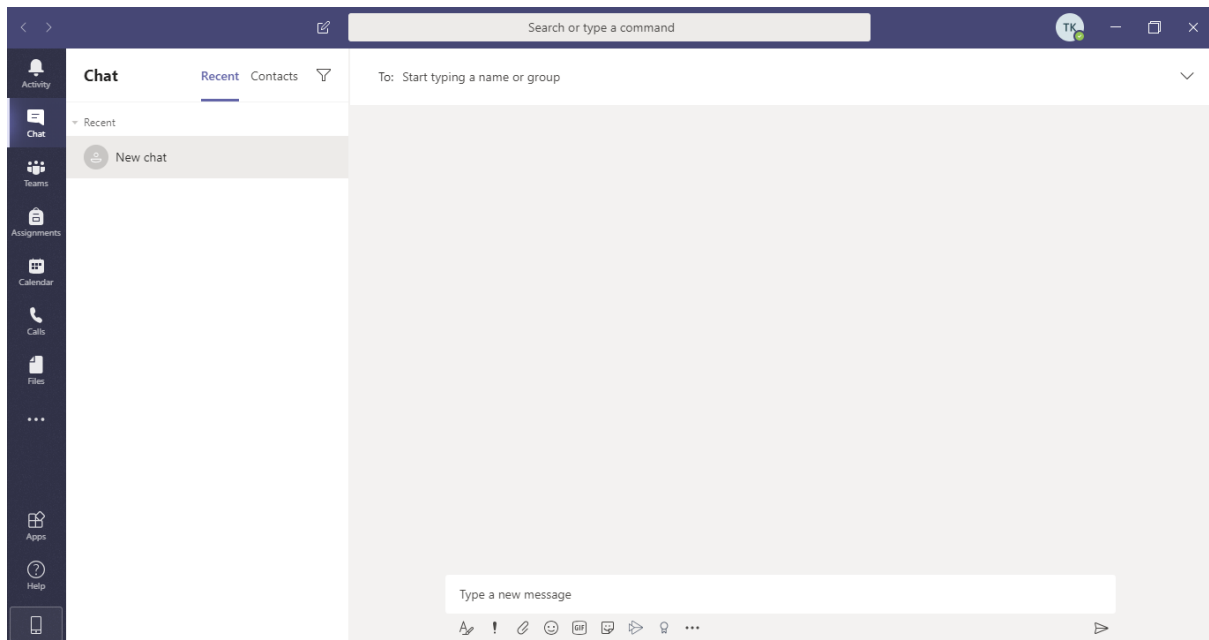 Search or type a command
TK
Activity
Chat
Teams
Assignments
Calendar
Calls
Files
Apps
Help
Chat Recent Contacts
Recent
New chat
To: Start typing a name or group
Type a new message
GIF